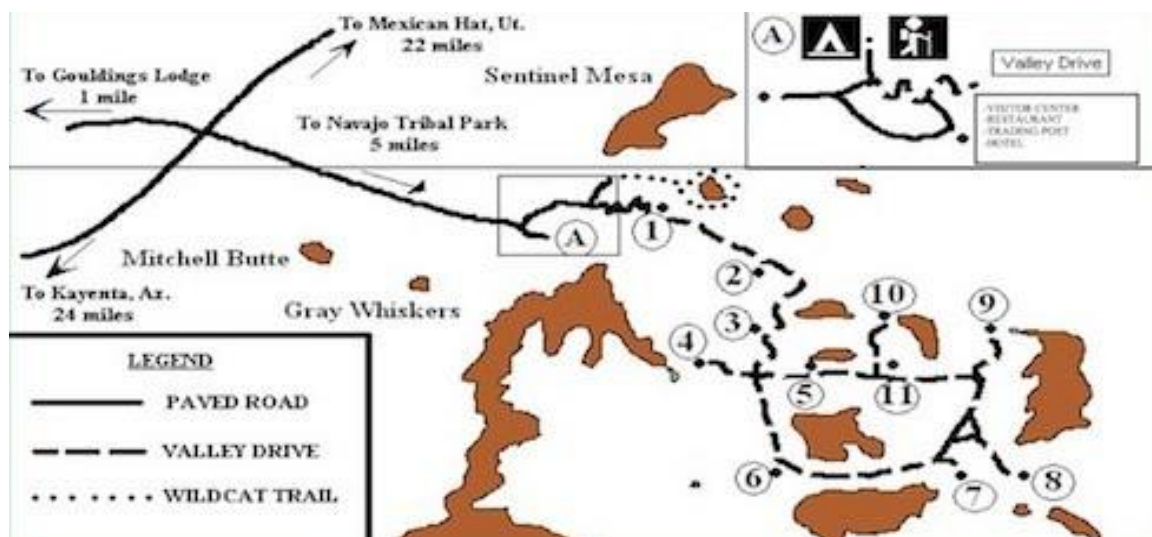 To Mexican Hat, Ut.
22 miles
To Gouldings Lodge
1 mile
Sentinel Mesa
To Navajo Tribal Park
5 miles
A
Valley Drive
-VISITOR CENTER
-RESTAURANT
-TRADING POST
-HOTEL
A
1
Mitchell Butte
To Kayenta, Az.
24 miles
Gray Whiskers
2
3
4
5
6
7
8
9
10
11
LEGEND
PAVED ROAD
VALLEY DRIVE
WILDCAT TRAIL